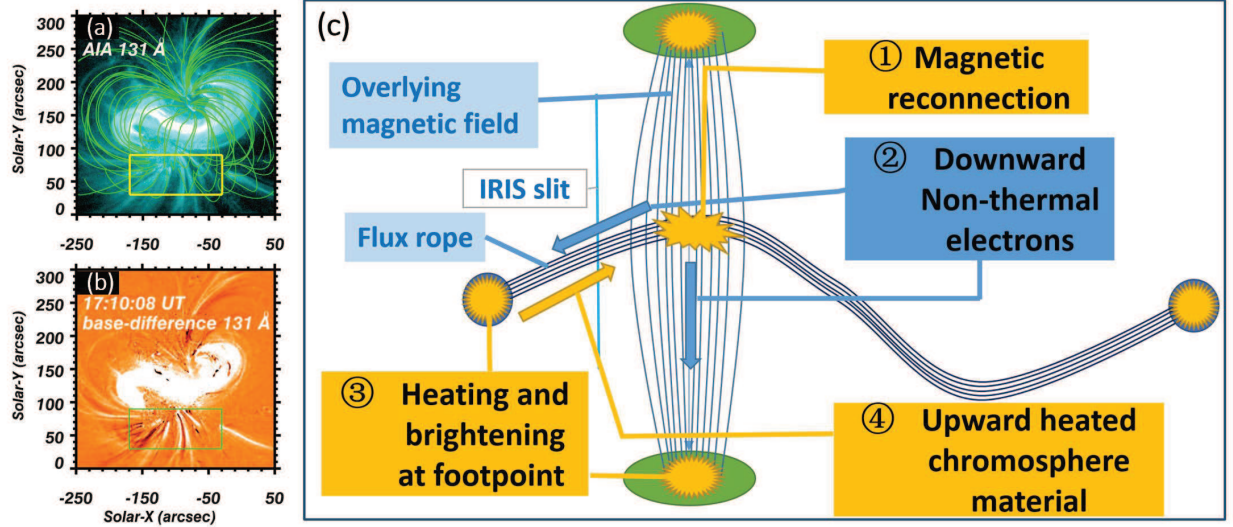 (a)
AIA 131 Å
300
250
200
150
100
50
0
Solar-Y (arcsec)
-250
-150
-50
50
(b)
17:10:08 UT
base-difference 131 Å
300
250
200
150
100
50
0
Solar-Y (arcsec)
-250
-150
-50
50
Solar-X (arcsec)
(c)
Overlying
magnetic field
IRIS slit
Flux rope
① Magnetic
reconnection
② Downward
Non-thermal
electrons
③ Heating and
brightening
at footpoint
④ Upward heated
chromosphere
material